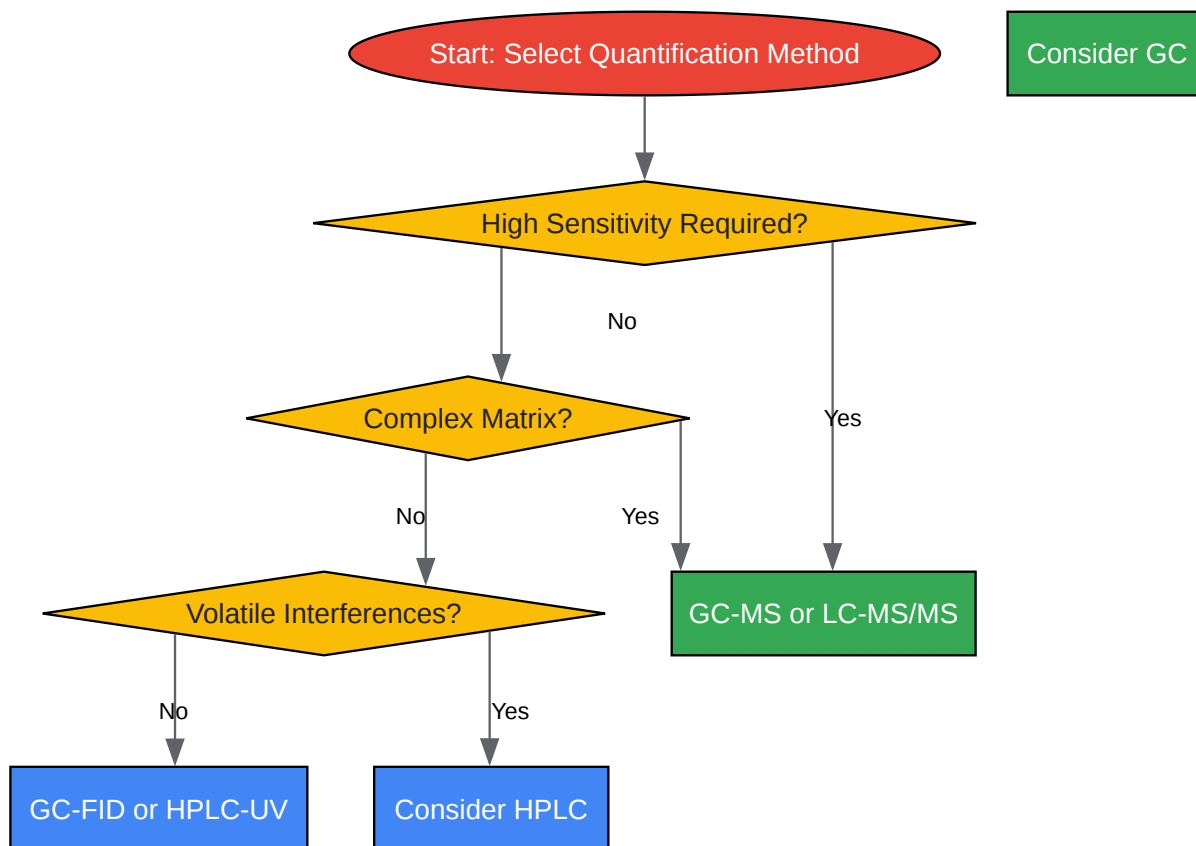 Start: Select Quantification Method
Consider GC
High Sensitivity Required?
No
Complex Matrix?
Yes
No
Yes
Volatile Interferences?
GC-MS or LC-MS/MS
No
Yes
GC-FID or HPLC-UV
Consider HPLC